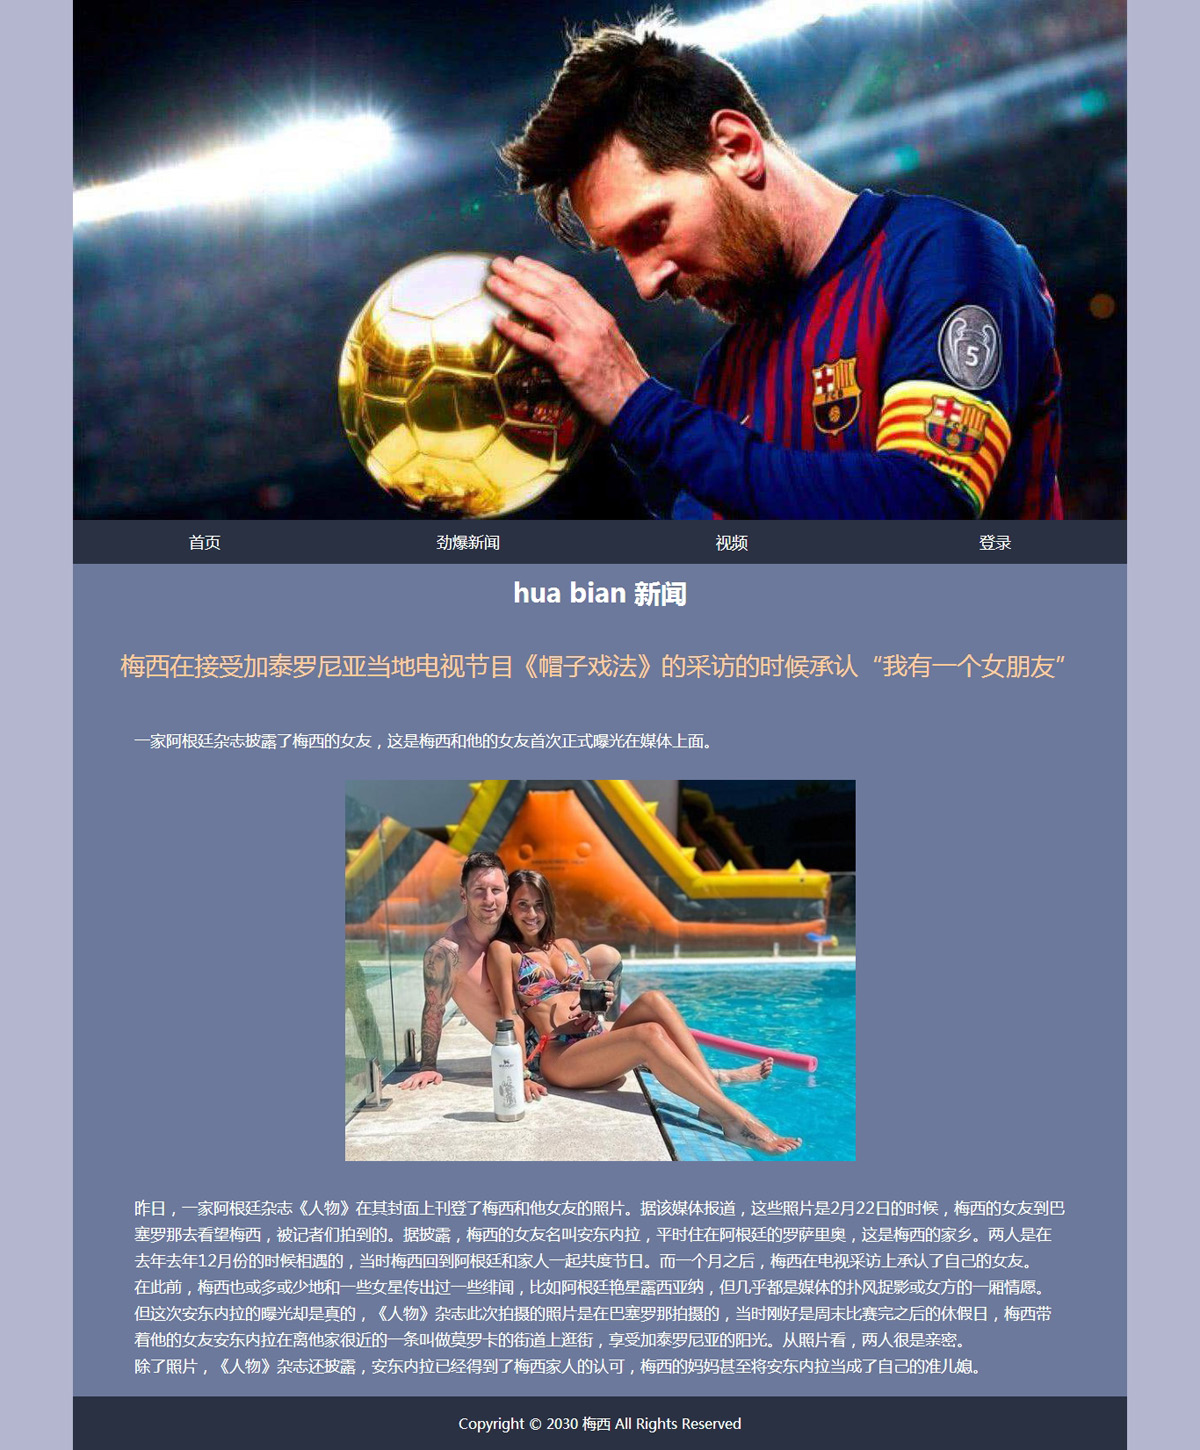 5
FCB
首页 劲爆新闻 视频 登录
hua bian 新闻
梅西在接受加泰罗尼亚当地电视节目《帽子戏法》的采访的时候承认“我有一个女朋友”
一家阿根廷杂志披露了梅西的女友，这是梅西和他的女友首次正式曝光在媒体上面。
昨日，一家阿根廷杂志《人物》在其封面上刊登了梅西和他女友的照片。据该媒体报道，这些照片是2月22日的时候，梅西的女友到巴
塞罗那去看望梅西，被记者们拍到的。据披露，梅西的女友名叫安东内拉，平时住在阿根廷的罗萨里奥，这是梅西的家乡。两人是在
去年去年12月份的时候相遇的，当时梅西回到阿根廷和家人一起共度节日。而一个月之后，梅西在电视采访上承认了自己的女友。
在此前，梅西也或多或少地和一些女星传出过一些绯闻，比如阿根廷艳星露西亚纳，但几乎都是媒体的扑风捉影或女方的一厢情愿。
但这次安东内拉的曝光却是真的，《人物》杂志此次拍摄的照片是在巴塞罗那拍摄的，当时刚好是周末比赛完之后的休假日，梅西带
着他的女友安东内拉在离他家很近的一条叫做莫罗卡的街道上逛街，享受加泰罗尼亚的阳光。从照片看，两人很是亲密。
除了照片，《人物》杂志还披露，安东内拉已经得到了梅西家人的认可，梅西的妈妈甚至将安东内拉当成了自己的准儿媳。
Copyright © 2030 梅西 All Rights Reserved